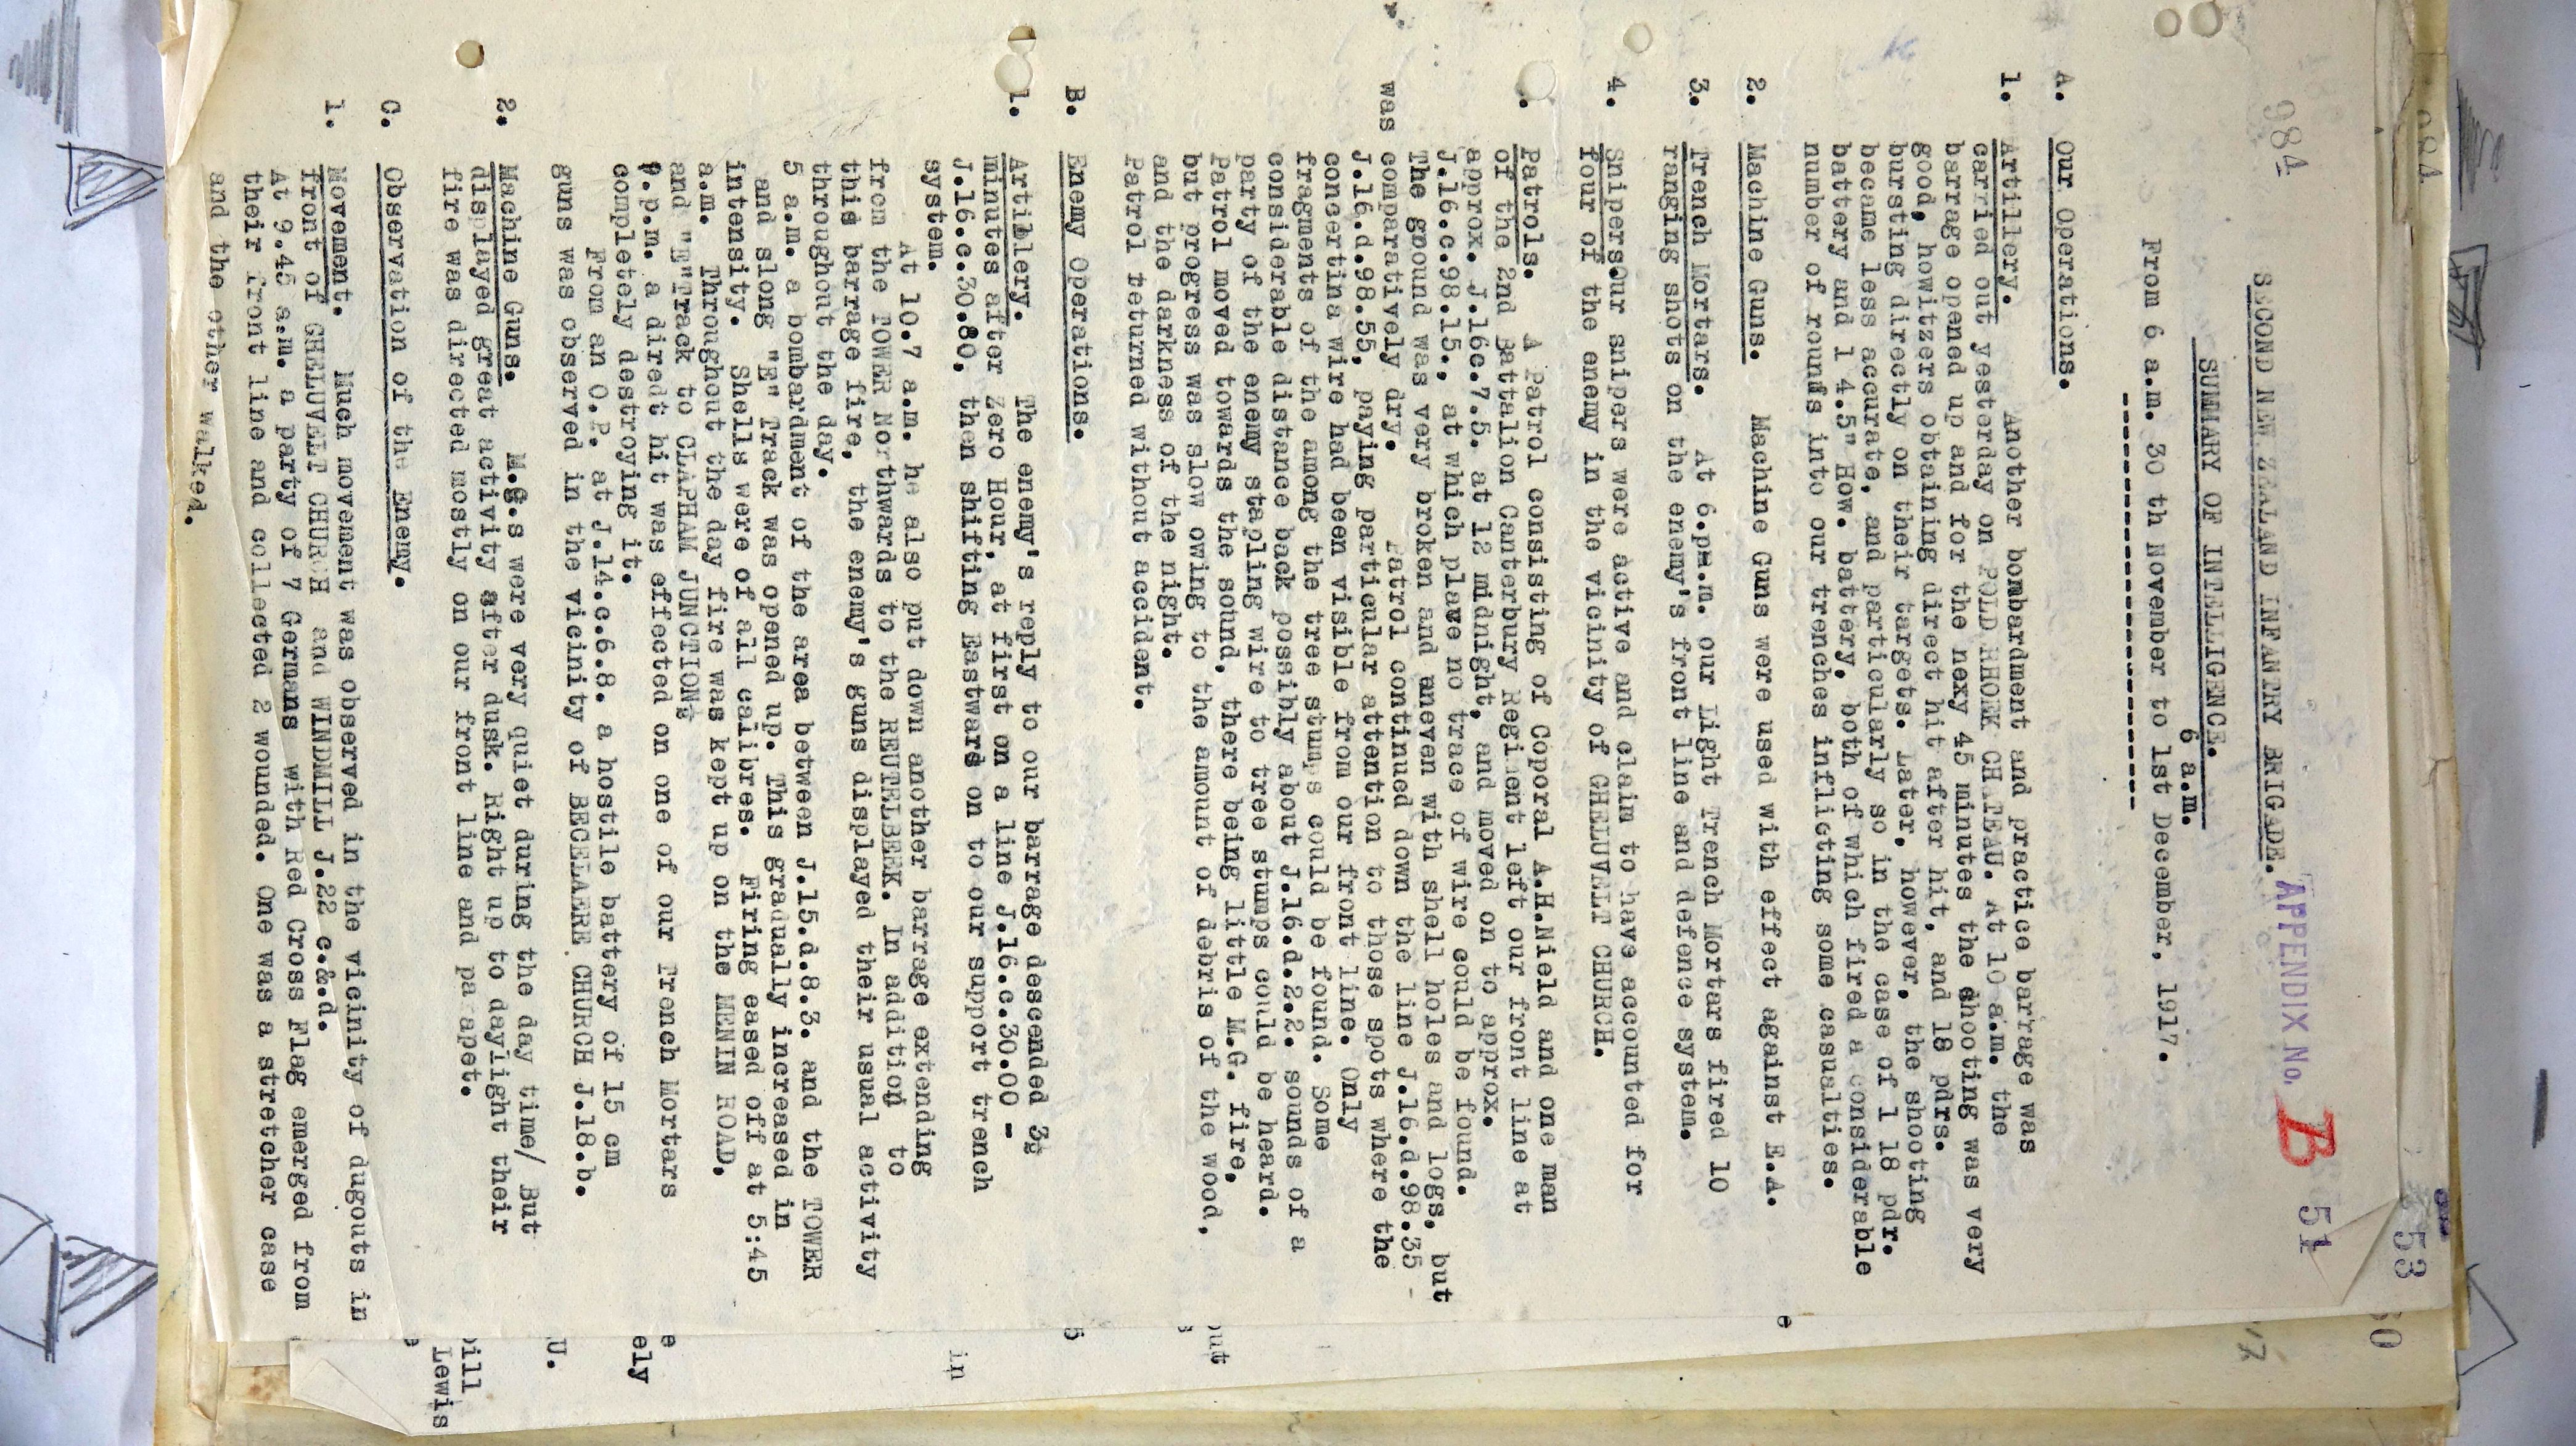 984
53
51
APPENDIX No. B
SECOND NEW ZEALAND INFANTRY BRIGADE.
SUMMARY OF INTELLIGENCE.
6 a.m.
From 6 a.m. 30 th November to 1st December, 1917.
A. Our Operations.
1. Artillery. Another bombardment and practice barrage was
carried out yesterday on POLDERHOEK CHATEAU. At 10 a.m. the
barrage opened up and for the nexy 45 minutes the shooting was very
good, howitzers obtaining direct hit after hit, and 18 pdrs.
bursting directly on their targets. Later, however, the shooting
became less accurate, and particularly so in the case of 1 18 pdr.
battery and 1 4.5" How. battery, both of which fired a considerable
number of rounds into our trenches inflicting some casualties.
2. Machine Guns. Machine Guns were used with effect against E.A.
3. Trench Mortars. At 6.pm.m. our Light Trench Mortars fired 10
ranging shots on the enemy's front line and defence system.
4. Snipers.Our snipers were active and claim to have accounted for
four of the enemy in the vicinity of GHELUVELT CHURCH.
. Patrols. A Patrol consisting of Coporal A.H.Nield and one man
of the 2nd Battalion Canterbury Regiment left our front line at
approx. J.16c.7.5. at 12 midnight, and moved on to approx.
J.16.c.98.15., at which place no trace of wire could be found.
The ground was very broken and uneven with shell holes and logs, but
was comparatively dry. Patrol continued down the line J.16.d.98.35 -
J.16.d.98.55, paying particular attention to those spots where the
concertina wire had been visible from our front line. Only
fragments of the among the tree stumps could be found. Some
considerable distance back possibly about J.16.d.2.2. sounds of a
party of the enemy stapling wire to tree stumps could be heard.
Patrol moved towards the sound, there being little M.G. fire,
but progress was slow owing to the amount of debris of the wood,
and the darkness of the night.
Patrol returned without accident.
B. Enemy Operations.
1. Artillery. The enemy's reply to our barrage descended 3½
minutes after Zero Hour, at first on a line J.16.c.30.00 -
J.16.c.30.80, then shifting Eastward on to our support trench
system.
At 10.7 a.m. he also put down another barrage extending
from the TOWER Northwards to the REUTELBEEK. In addition to
this barrage fire, the enemy's guns displayed their usual activity
throughout the day.
5 a.m. a bombardment of the area between J.15.d.8.3. and the TOWER
and slong "E" Track was opened up. This gradually increased in
intensity. Shells were of all calibres. Firing eased off at 5:45
a.m. Throughout the day fire was kept up on the MENIN ROAD,
and "E"Track to CLAPHAM JUNCTION
p.m. a diredt hit was effected on one of our Trench Mortars
completely destroying it.
From an O.P. at J.14.c.6.8. a hostile battery of 15 cm
guns was observed in the vicinity of BECELAERE CHURCH J.18.b.
2. Machine Guns. M.G.s were very quiet during the day time/ But
displayed great activity after dusk. Right up to daylight their
fire was directed mostly on our front line and parapet.
C. Observation of the Enemy.
1. Movement. Much movement was observed in the vicinity of dugouts in
front of GHELUVELT CHURCH and WINDMILL J.22 c.&.d.
At 9.45 a.m. a party of 7 Germans with Red Cross Flag emerged from
their front line and collected 2 wounded. One was a stretcher case
and the other walked.
e
out
5
in
e
ely
U.
ill
Lewis